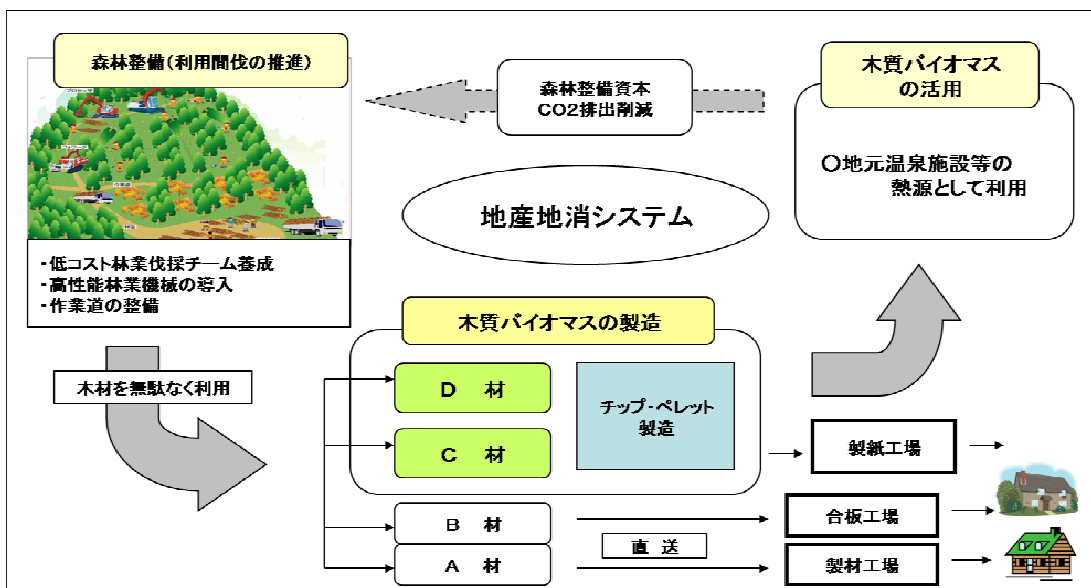 森林整備(利用間伐の推進)
・低コスト林業伐採チーム養成
・高性能林業機械の導入
・作業道の整備
森林整備資本
CO2排出削減
木質バイオマス
の活用
〇地元温泉施設等の
熱源として利用
地産地消システム
木材を無駄なく利用
木質バイオマスの製造
D 材
C 材
チップ・ペレット
製造
B 材
A 材
直 送
製紙工場
合板工場
製材工場